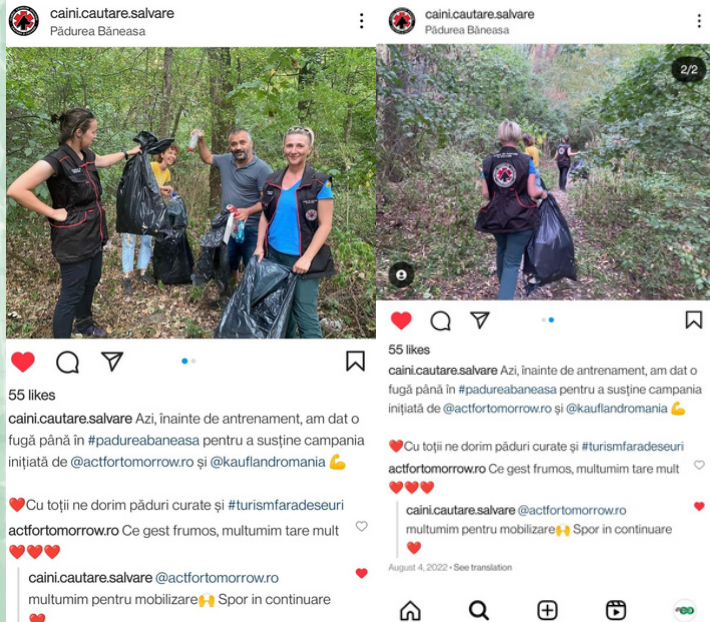 caini.cautare.salvare
Pădurea Băneasa
55 likes
caini.cautare.salvare Azi, înainte de antrenament, am dat o
fugă până în #padureabaneasa pentru a susține campania
inițiată de @actfortomorrow.ro și @kauflandromania 💪
❤️Cu toții ne dorim păduri curate și #turismfaradeseuri
actfortomorrow.ro Ce gest frumos, multumim tare mult
❤️❤️❤️
caini.cautare.salvare @actfortomorrow.ro
multumim pentru mobilizare🙌 Spor in continuare
❤️
caini.cautare.salvare
Pădurea Băneasa
2/2
55 likes
caini.cautare.salvare Azi, înainte de antrenament, am dat o
fugă până în #padureabaneasa pentru a susține campania
inițiată de @actfortomorrow.ro și @kauflandromania 💪
❤️Cu toții ne dorim păduri curate și #turismfaradeseuri
actfortomorrow.ro Ce gest frumos, multumim tare mult
❤️❤️❤️
caini.cautare.salvare @actfortomorrow.ro
multumim pentru mobilizare🙌 Spor in continuare
❤️
August 4, 2022 • See translation